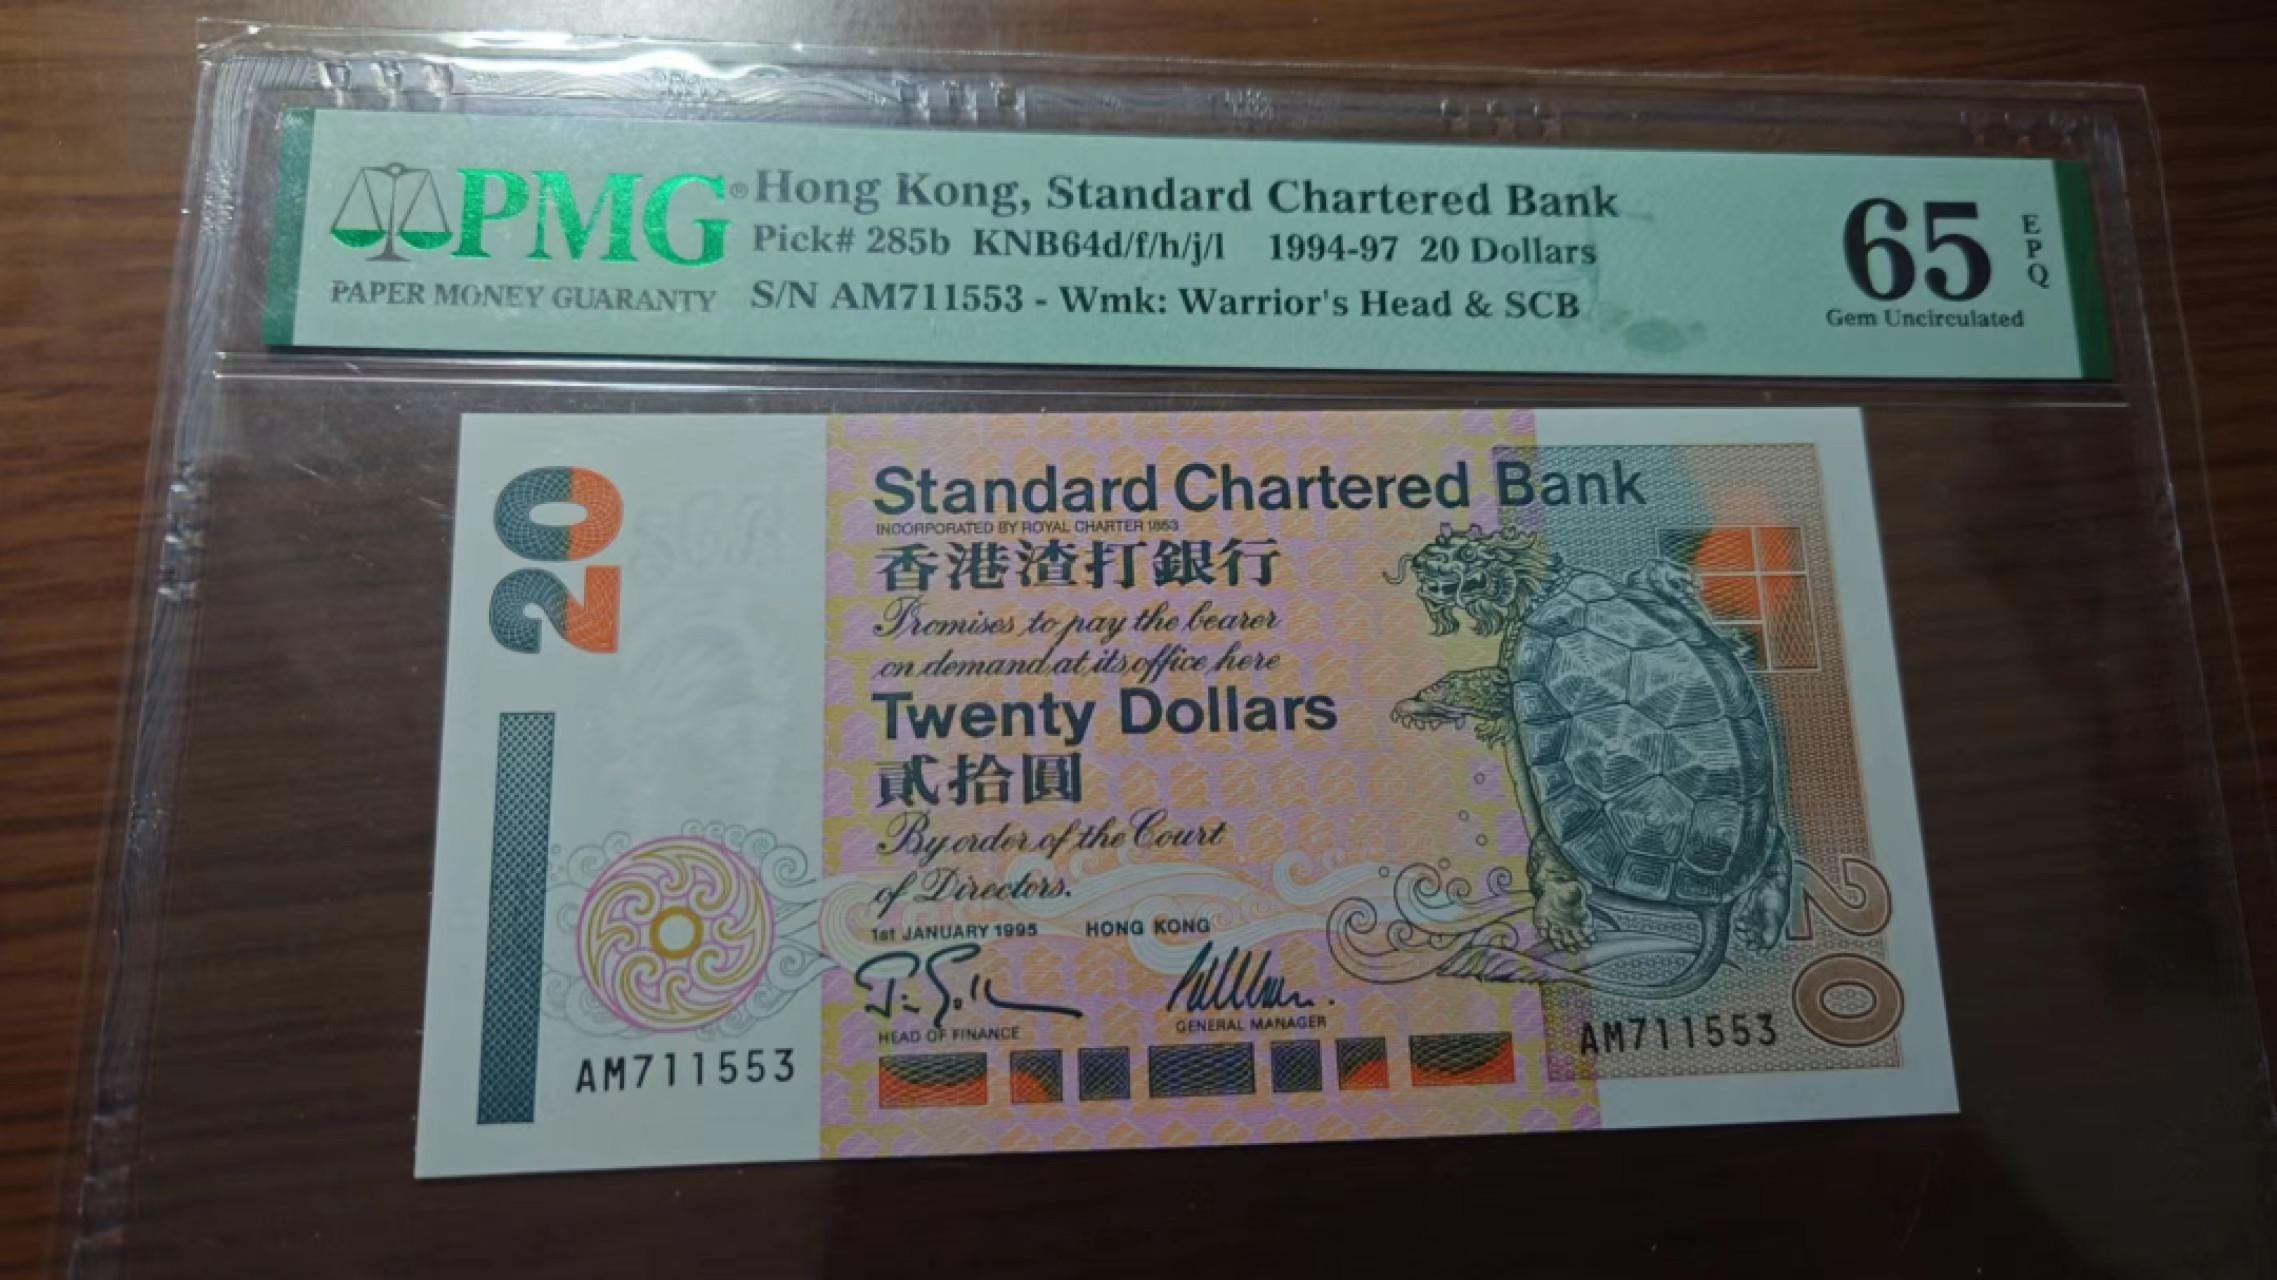 PMG®
PAPER MONEY GUARANTY
Hong Kong, Standard Chartered Bank
Pick# 285b KNB64d/f/h/j/l 1994-97 20 Dollars
S/N AM711553 - Wmk: Warrior's Head & SCB
65
EPQ
Gem Uncirculated
20
Standard Chartered Bank
INCORPORATED BY ROYAL CHARTER 1853
香港渣打銀行
Promises to pay the bearer
on demand at its office here
Twenty Dollars
貳拾圓
By order of the Court
of Directors.
1st JANUARY 1995 HONG KONG
HEAD OF FINANCE
GENERAL MANAGER
AM711553
AM711553
20